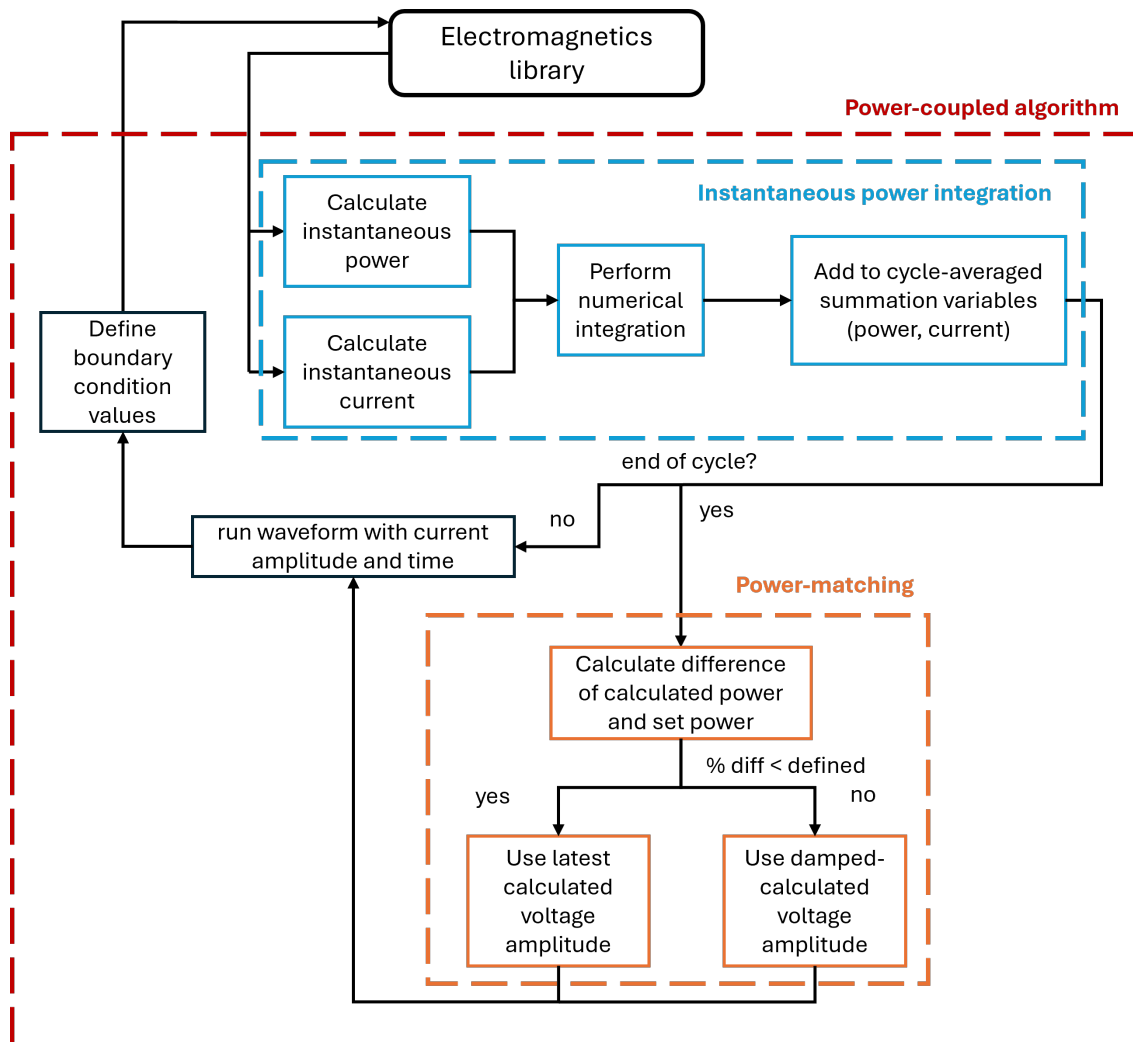 Electromagnetics
library
Power-coupled algorithm
Instantaneous power integration
Calculate
instantaneous
power
Perform
numerical
integration
Add to cycle-averaged
summation variables
(power, current)
Calculate
instantaneous
current
Define
boundary
condition
values
end of cycle?
no
yes
run waveform with current
amplitude and time
Power-matching
Calculate difference
of calculated power
and set power
% diff < defined
yes
no
Use latest
calculated
voltage
amplitude
Use damped-
calculated
voltage
amplitude